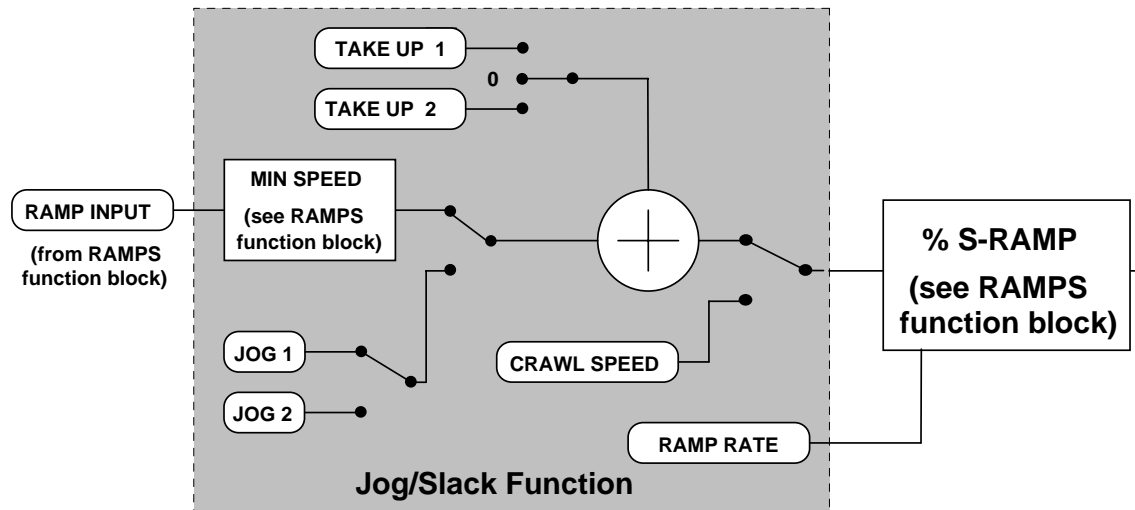 TAKE UP 1
0
TAKE UP 2
MIN SPEED
(see RAMPS
function block)
RAMP INPUT
(from RAMPS
function block)
% S-RAMP
(see RAMPS
function block)
JOG 1
CRAWL SPEED
JOG 2
RAMP RATE
Jog/Slack Function